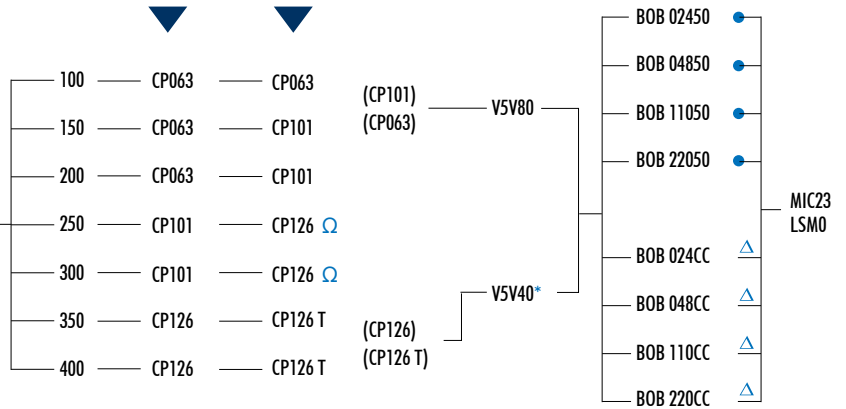 100 CP063 CP063
150 CP063 CP101
200 CP063 CP101
250 CP101 CP126 Ω
300 CP101 CP126 Ω
350 CP126 CP126 T
400 CP126 CP126 T
(CP101)
(CP063)
V5V80
(CP126)
(CP126 T)
V5V40*
BOB 02450
BOB 04850
BOB 11050
BOB 22050
BOB 024CC Δ
BOB 048CC Δ
BOB 110CC Δ
BOB 220CC Δ
MIC23
LSM0